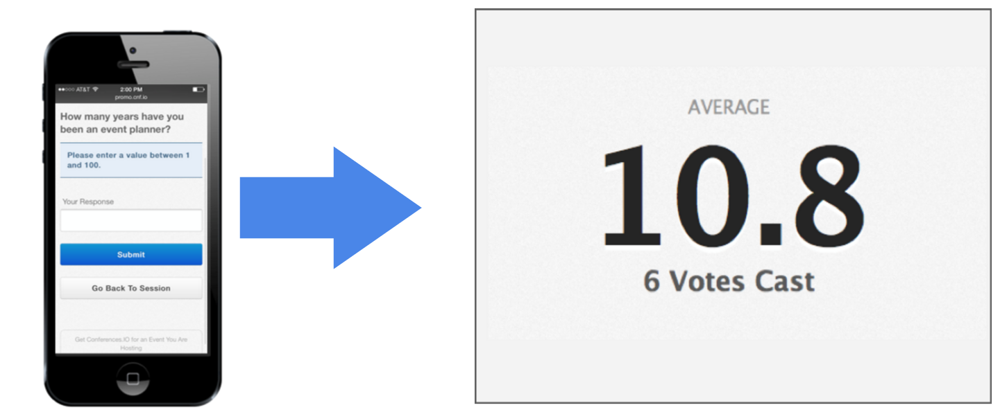 AT&T 2:00 PM
promo.cnf.io
How many years have you
been an event planner?
Please enter a value between 1
and 100.
Your Response
Submit
Go Back To Session
Get Conferences.IO for an Event You Are
Hosting
AVERAGE
10.8
6 Votes Cast